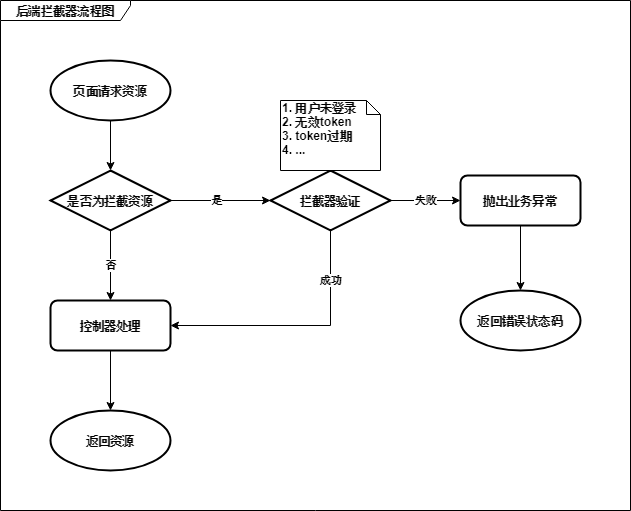 后端拦截器流程图
页面请求资源
1. 用户未登录
2. 无效token
3. token过期
4. ...
是否为拦截资源
是
拦截器验证
失败
抛出业务异常
否
成功
控制器处理
返回错误状态码
返回资源